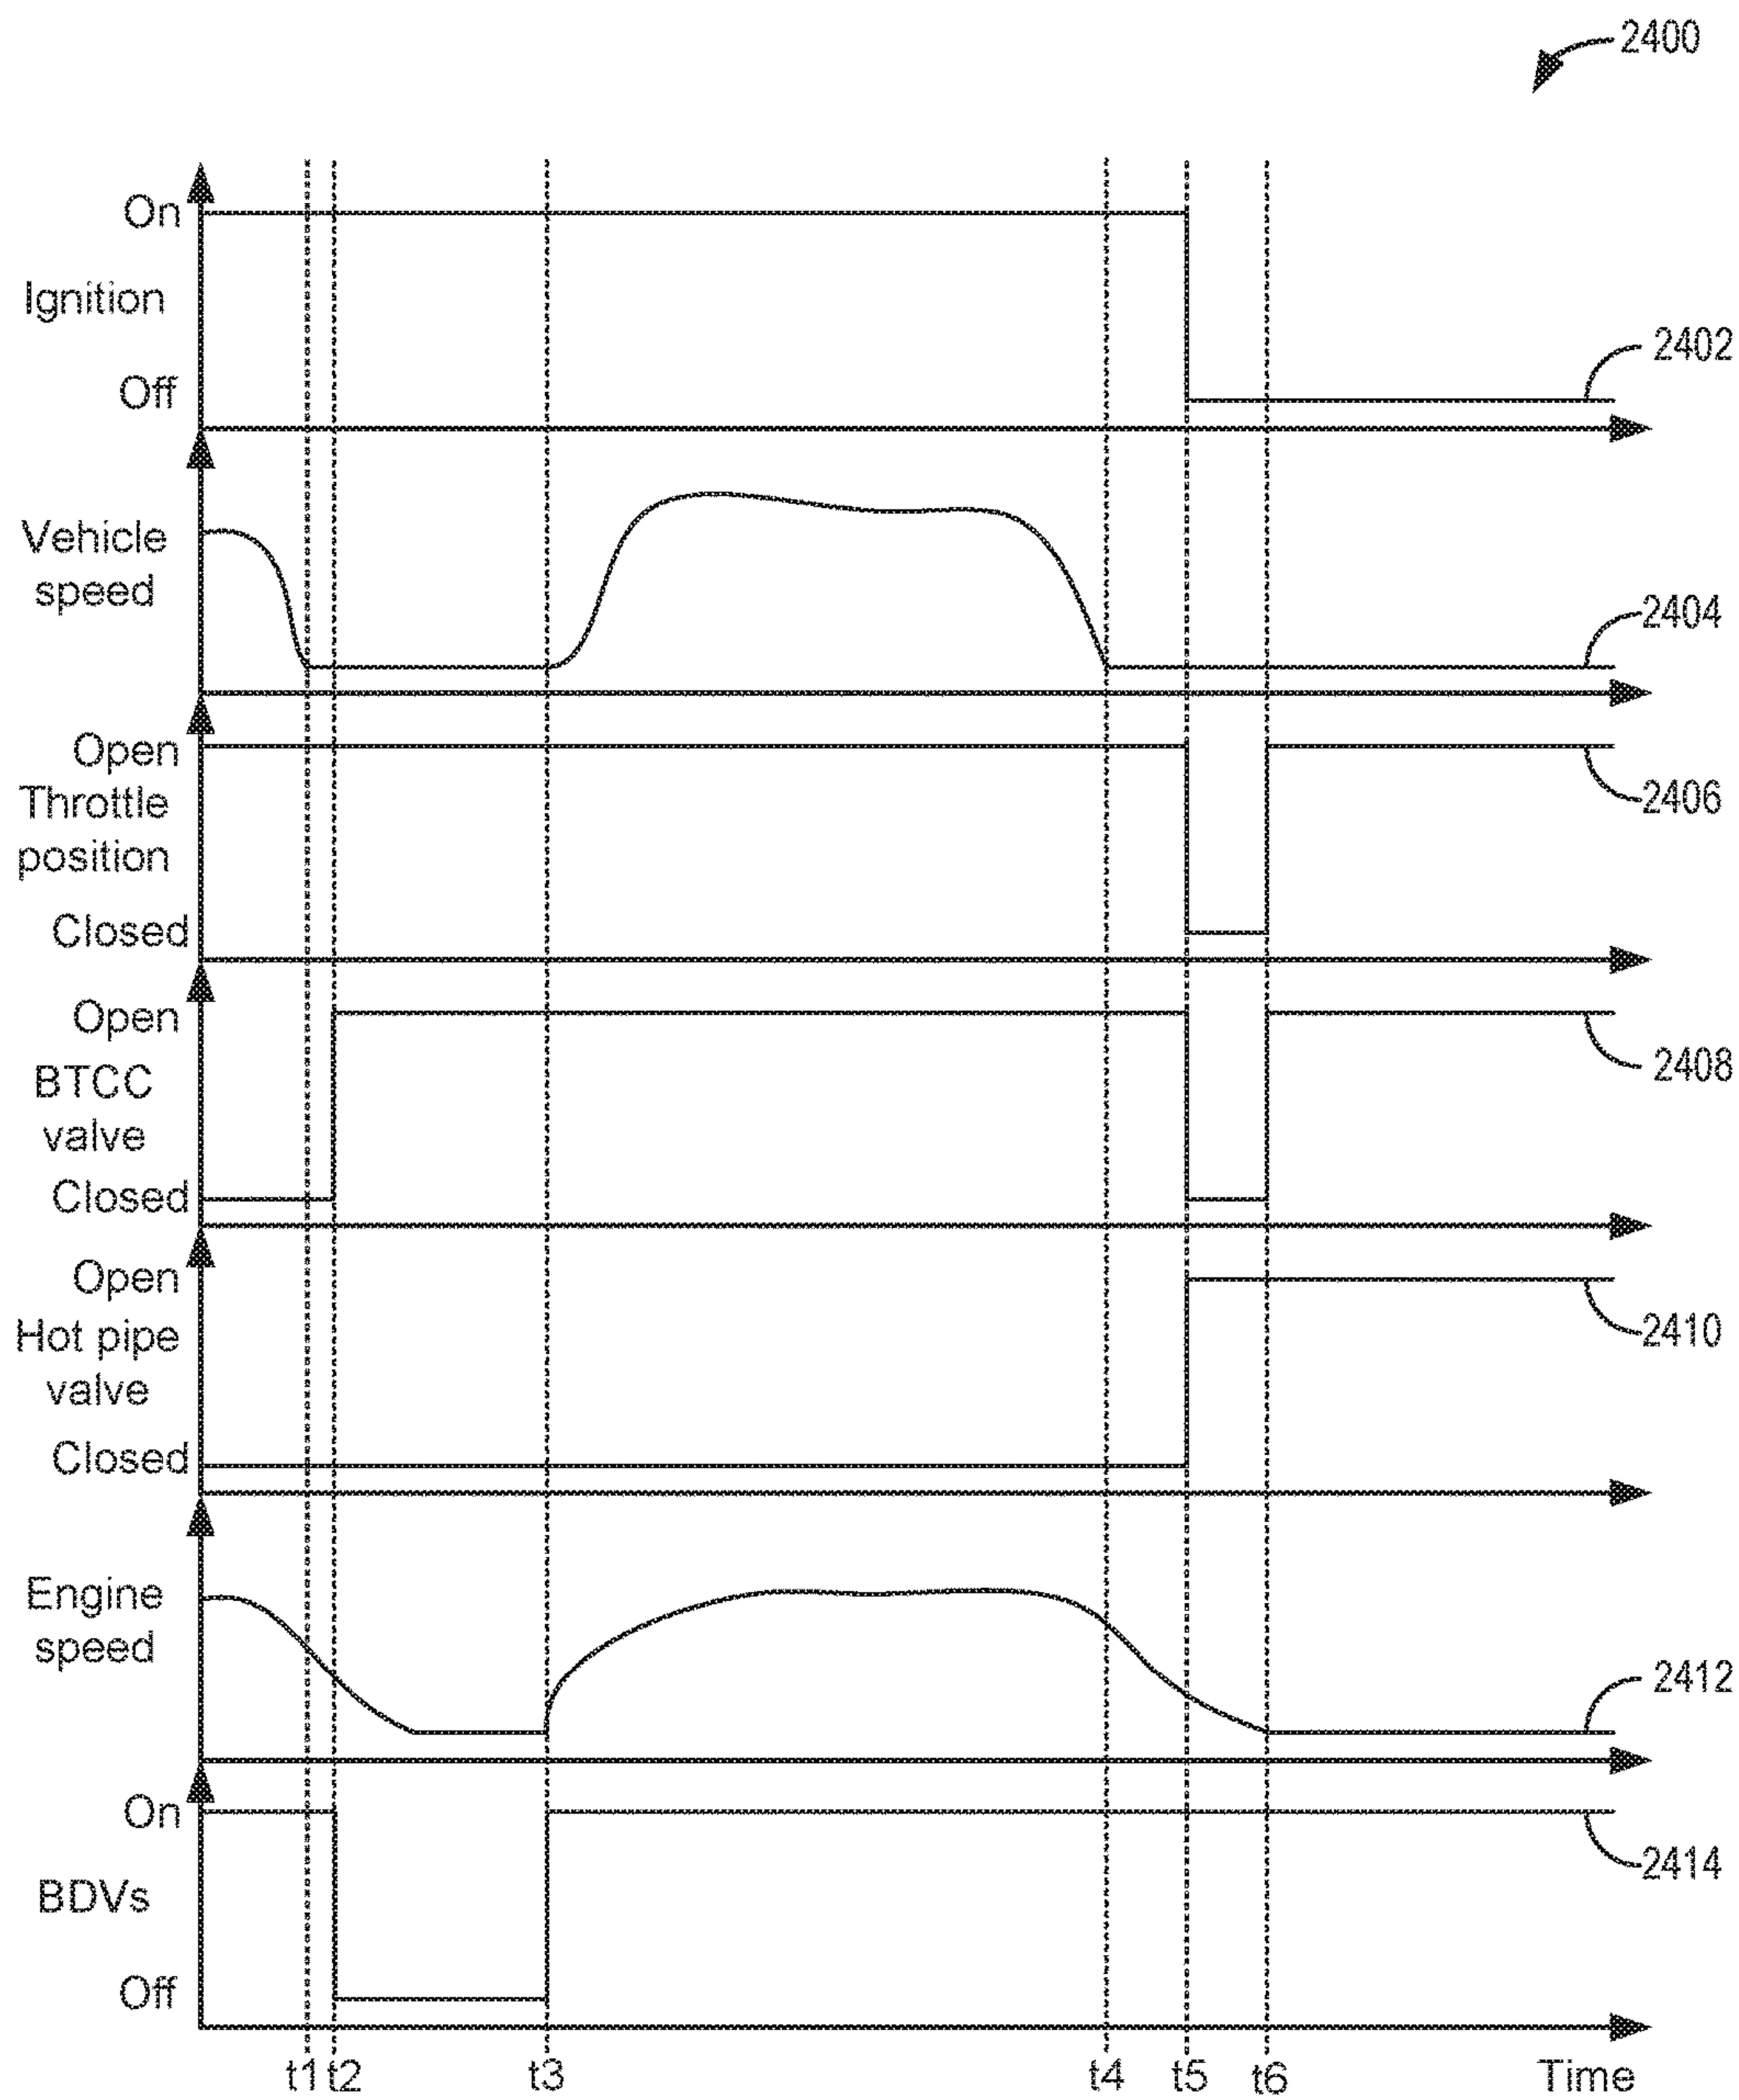 2400
On
Ignition
Off
2402
Vehicle
speed
2404
Open
Throttle
position
Closed
2406
Open
BTCC
valve
Closed
2408
Open
Hot pipe
valve
Closed
2410
Engine
speed
2412
On
BDVs
Off
2414
t1 t2 t3 t4 t5 t6 Time